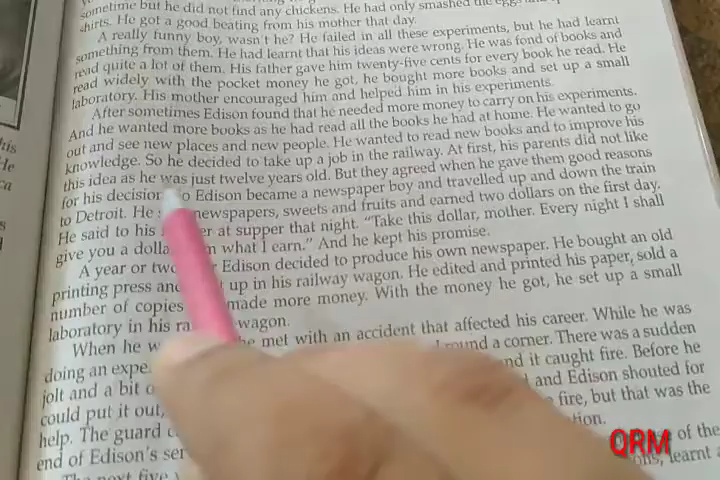 sometime but he did not find any chickens. He had only smashed the eggs and
shirts. He got a good beating from his mother that day.
A really funny boy, wasn't he? He failed in all these experiments, but he had learnt
something from them. He had learnt that his ideas were wrong. He was fond of books and
read quite a lot of them. His father gave him twenty-five cents for every book he read. He
read widely with the pocket money he got, he bought more books and set up a small
laboratory. His mother encouraged him and helped him in his experiments.
After sometimes Edison found that he needed more money to carry on his experiments.
And he wanted more books as he had read all the books he had at home. He wanted to go
out and see new places and new people. He wanted to read new books and to improve his
knowledge. So he decided to take up a job in the railway. At first, his parents did not like
this idea as he was just twelve years old. But they agreed when he gave them good reasons
for his decision. Edison became a newspaper boy and travelled up and down the train
to Detroit. He newspapers, sweets and fruits and earned two dollars on the first day.
He said to his at supper that night. "Take this dollar, mother. Every night I shall
give you a what I earn." And he kept his promise.
A year or Edison decided to produce his own newspaper. He bought an old
printing press up in his railway wagon. He edited and printed his paper, sold a
number of copies made more money. With the money he got, he set up a small
laboratory in his wagon.
When he met with an accident that affected his career. While he was
doing an round a corner. There was a sudden
jolt and a bit and it caught fire. Before he
could put it out, and Edison shouted for
help. The guard fire, but that was the
end of Edison's
of the
The next five learnt
his
He
ca
QRM